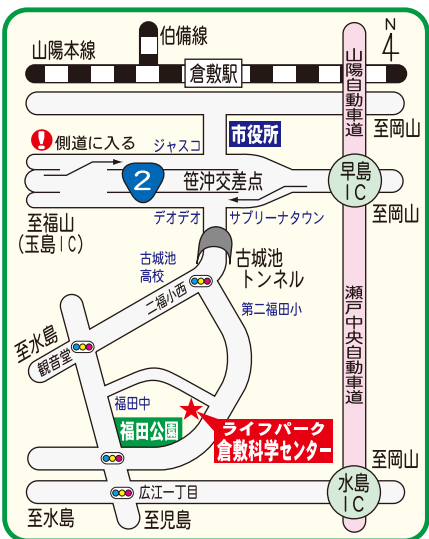 伯備線
N
山陽本線
倉敷駅
山陽自動車道
至岡山
市役所
側道に入る
ジャスコ
2
笹沖交差点
早島
IC
至岡山
至福山
(玉島IC)
デオデオ
サブリーナタウン
古城池
高校
古城池
トンネル
二福小西
第二福田小
瀬戸中央自動車道
至水島
観音堂
福田中
福田公園
ライフパーク
倉敷科学センター
至岡山
水島
IC
広江一丁目
至水島
至児島